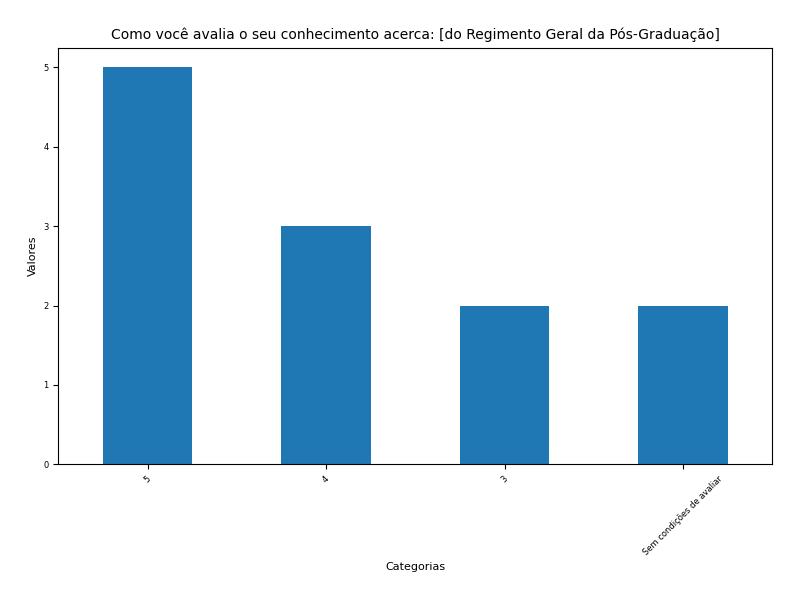 Como você avalia o seu conhecimento acerca: [do Regimento Geral da Pós-Graduação]
5
4
3
2
1
0
Valores
5
4
3
Sem condições de avaliar
Categorias